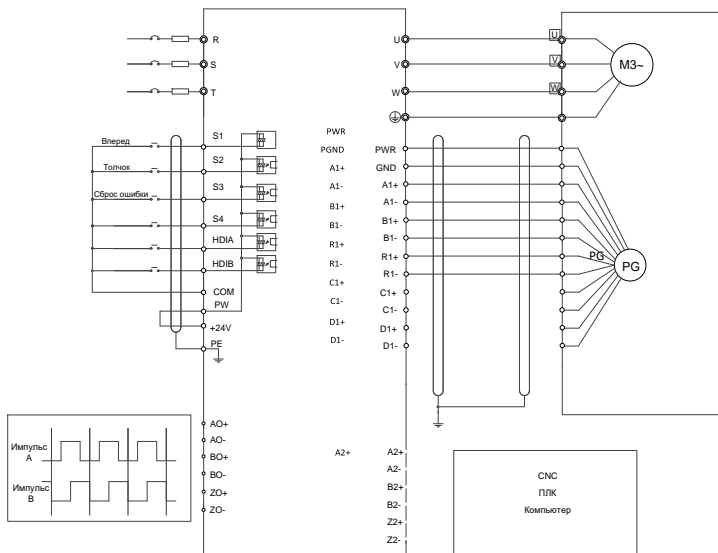 R
S
T
U
V
W
U
V
W
M3~
S1
S2
S3
S4
HDIA
HDIB
COM
PW
+24V
PE
Вперед
Толчок
Сброс ошибки
PWR
PGND
A1+
A1-
B1+
B1-
R1+
R1-
C1+
C1-
D1+
D1-
PWR
GND
A1+
A1-
B1+
B1-
R1+
R1-
C1+
C1-
D1+
D1-
PG
PG
AO+
AO-
BO+
BO-
ZO+
ZO-
Импульс
A
Импульс
B
A2+
A2+
A2-
B2+
B2-
Z2+
Z2-
CNC
ПЛК
Компьютер